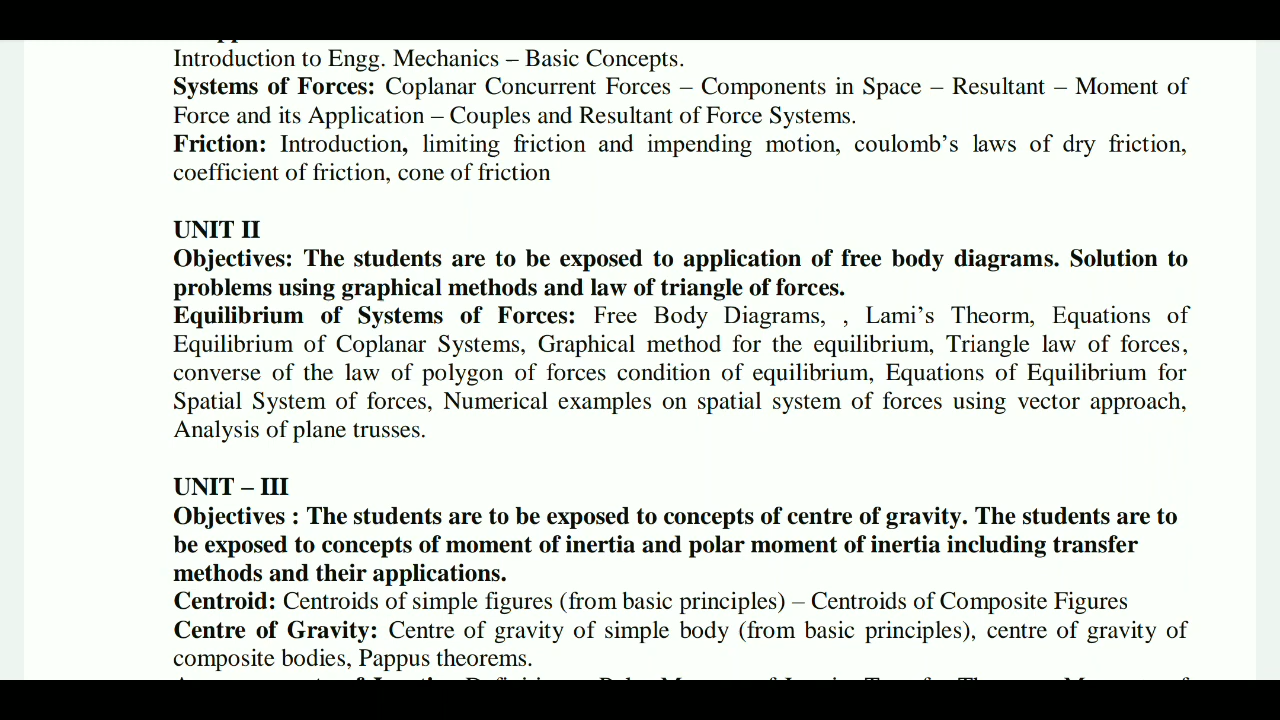 Introduction to Engg. Mechanics – Basic Concepts.
Systems of Forces: Coplanar Concurrent Forces – Components in Space – Resultant – Moment of
Force and its Application – Couples and Resultant of Force Systems.
Friction: Introduction, limiting friction and impending motion, coulomb's laws of dry friction,
coefficient of friction, cone of friction
UNIT II
Objectives: The students are to be exposed to application of free body diagrams. Solution to
problems using graphical methods and law of triangle of forces.
Equilibrium of Systems of Forces: Free Body Diagrams, , Lami's Theorm, Equations of
Equilibrium of Coplanar Systems, Graphical method for the equilibrium, Triangle law of forces,
converse of the law of polygon of forces condition of equilibrium, Equations of Equilibrium for
Spatial System of forces, Numerical examples on spatial system of forces using vector approach,
Analysis of plane trusses.
UNIT – III
Objectives : The students are to be exposed to concepts of centre of gravity. The students are to
be exposed to concepts of moment of inertia and polar moment of inertia including transfer
methods and their applications.
Centroid: Centroids of simple figures (from basic principles) – Centroids of Composite Figures
Centre of Gravity: Centre of gravity of simple body (from basic principles), centre of gravity of
composite bodies, Pappus theorems.